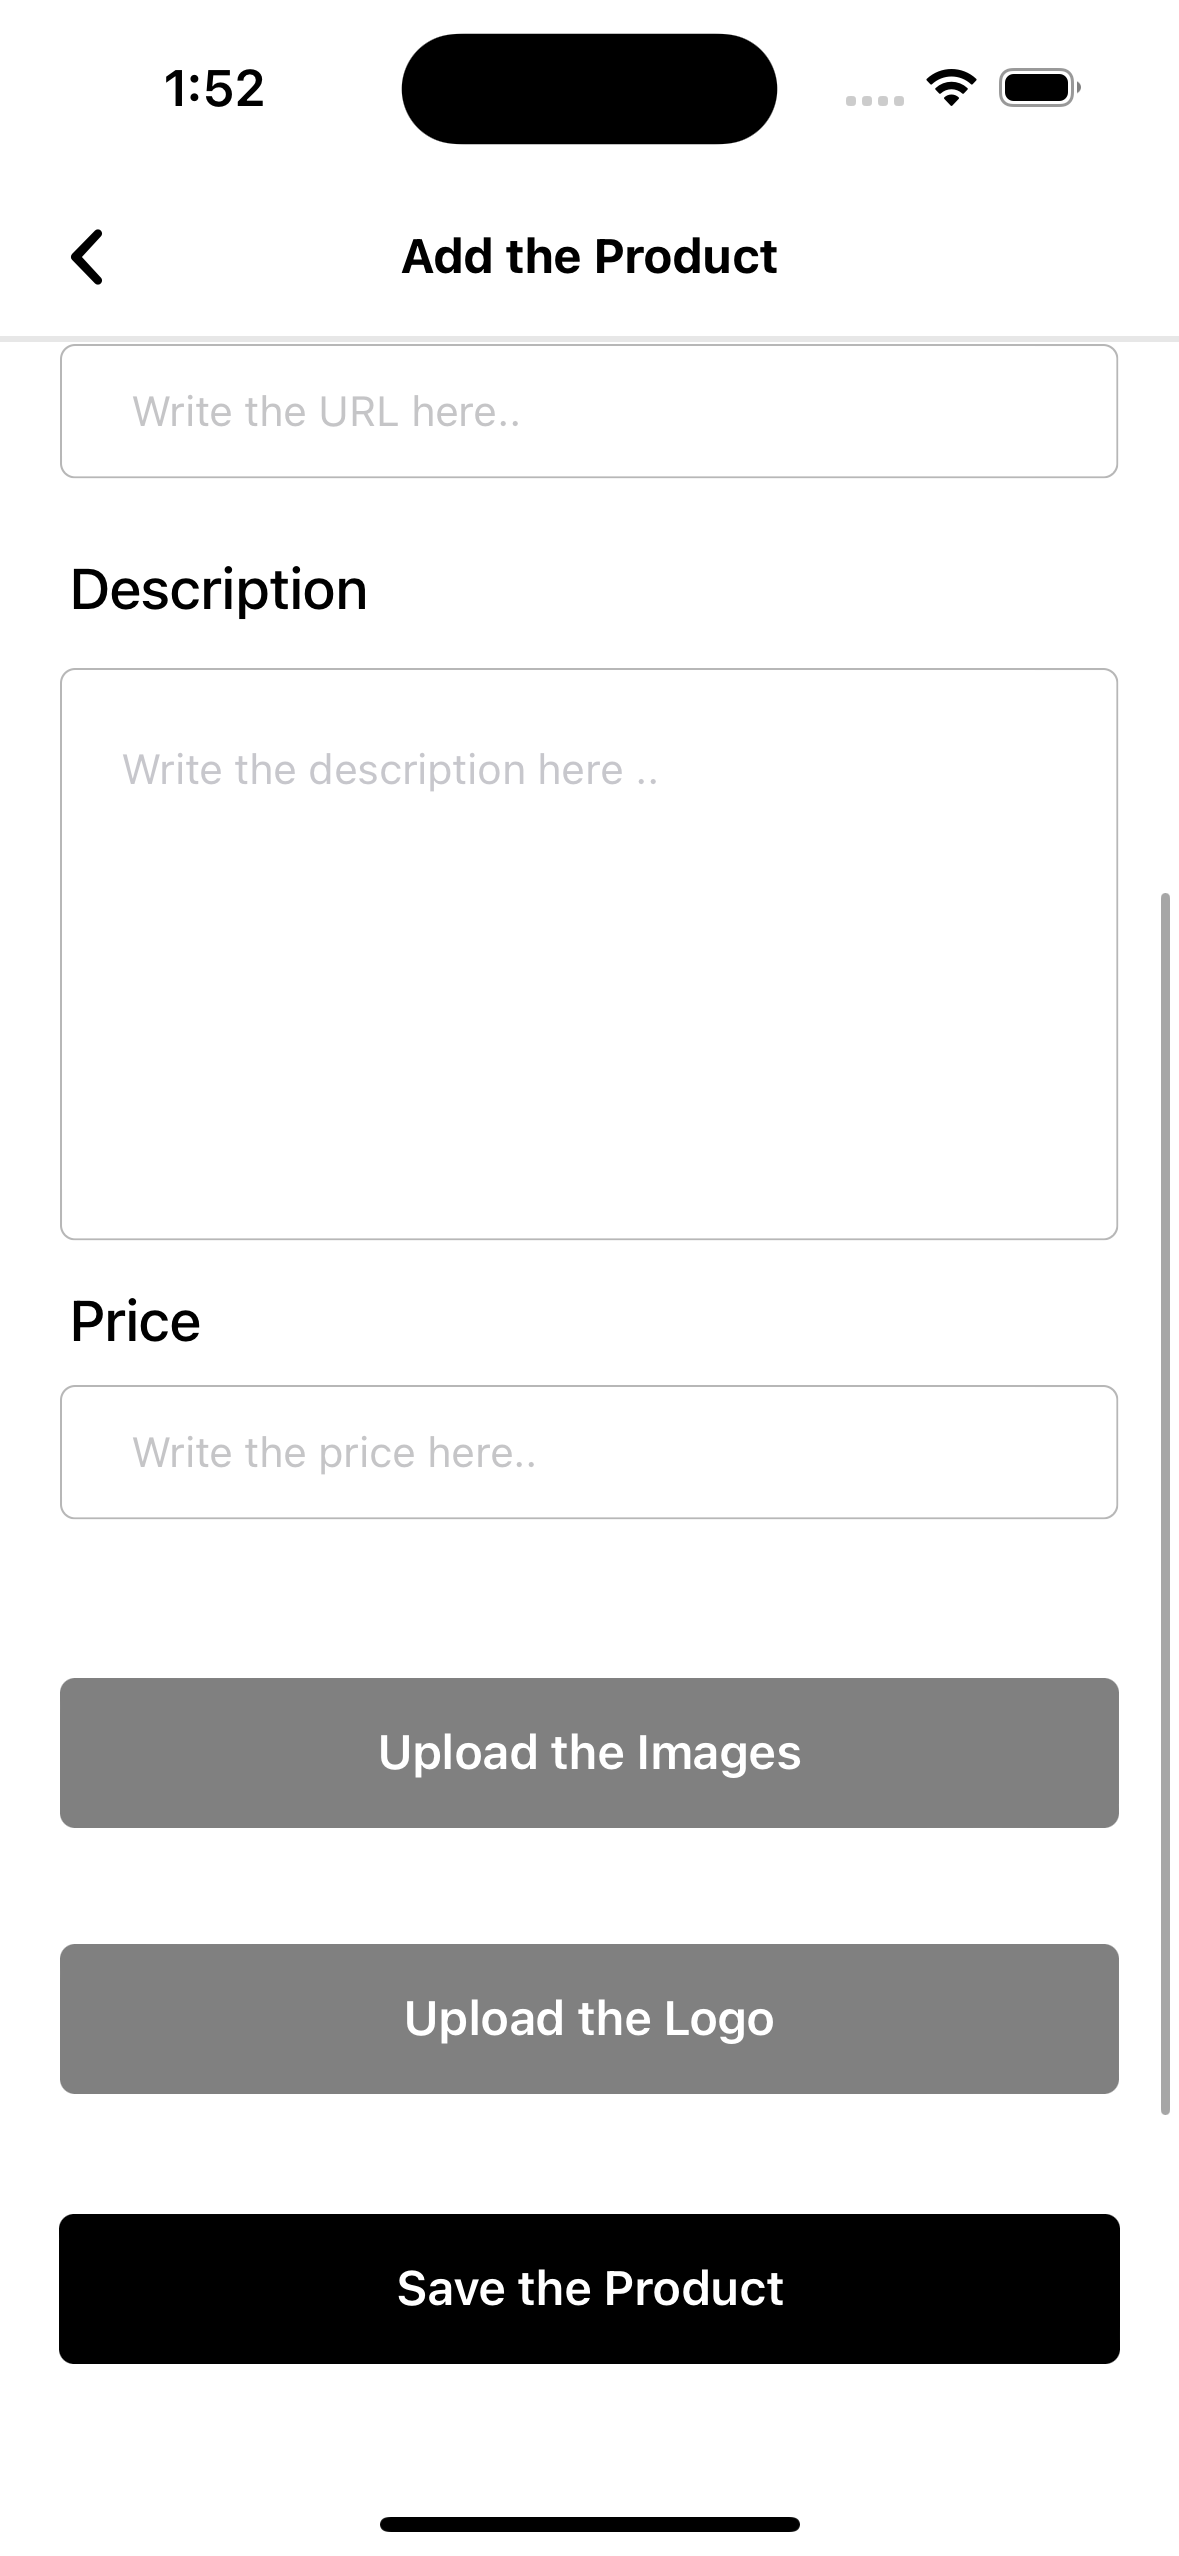 1:52
Add the Product
Write the URL here..
Description
Write the description here ..
Price
Write the price here..
Upload the Images
Upload the Logo
Save the Product